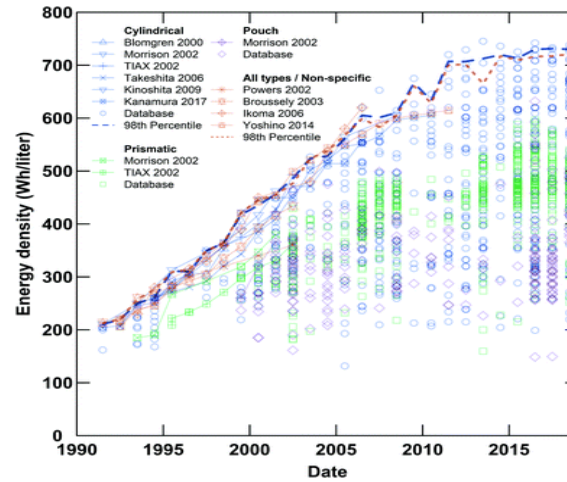 800
700
600
500
400
300
200
100
0
Energy density (Wh/liter)
Cylindrical
Blomgren 2000
Morrison 2002
TIAX 2002
Takeshita 2006
Kinoshita 2009
Kanamura 2017
Database
98th Percentile
Prismatic
Morrison 2002
TIAX 2002
Database
Pouch
Morrison 2002
Database
All types / Non-specific
Powers 2002
Broussely 2003
Ikoma 2006
Yoshino 2014
98th Percentile
1990 1995 2000 2005 2010 2015
Date